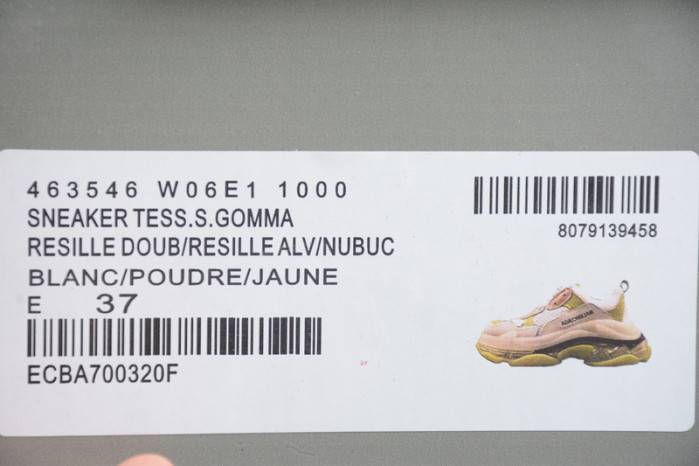 463546 W06E1 1000
SNEAKER TESS.S.GOMMA
RESILLE DOUB/RESILLE ALV/NUBUC
BLANC/POUDRE/JAUNE
E 37
ECBA700320F
8079139458